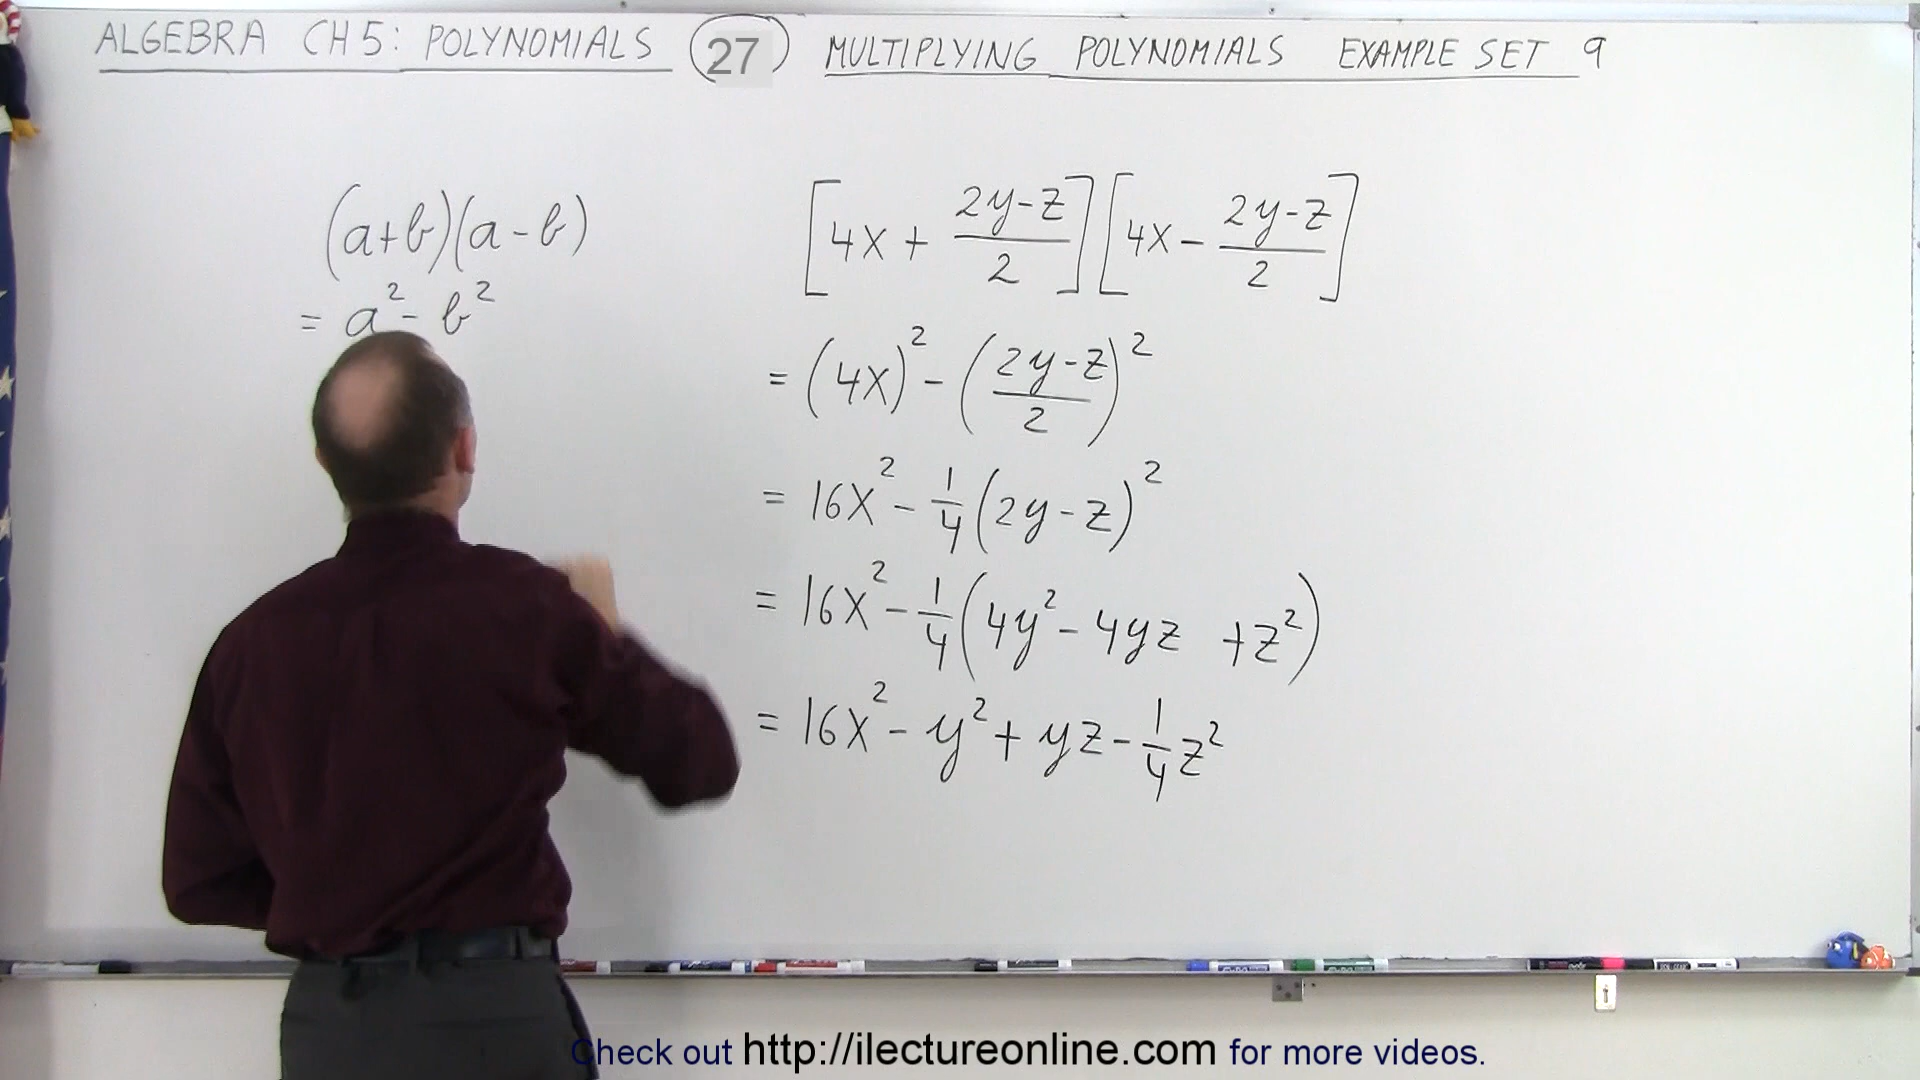 ALGEBRA CH 5: POLYNOMIALS 27 MULTIPLYING POLYNOMIALS EXAMPLE SET 9
(a+b)(a-b)
= a² - b²
[4x + (2y-z)/2][4x - (2y-z)/2]
= (4x)² - ((2y-z)/2)²
= 16x² - 1/4(2y-z)²
= 16x² - 1/4(4y² - 4yz + z²)
= 16x² - y² + yz - 1/4z²
Check out http://ilectureonline.com for more videos.